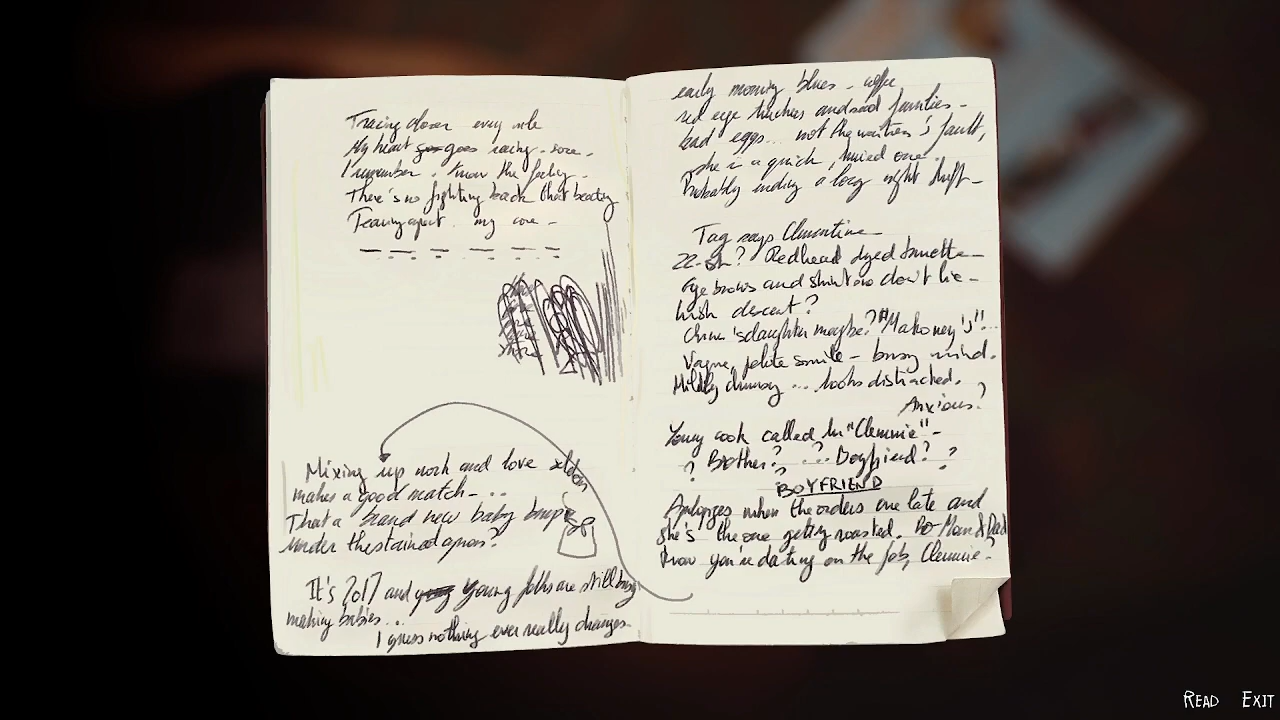 Tracing closer every mile
My heart goes racing - sore.
I remember. I know the feeling.
There's no fighting back that beating
Tearing apart my core -
Mixing up work and love seldom
makes a good match - ...
That a brand new baby bump
under the stained apron?
It's 2017 and young folks are still busy
making babies...
I guess nothing ever really changes.
early morning blues - coffee
red eye truckers and sad families -
bad eggs... not the waitress's fault,
she is a quick, mixed one.
Probably ending a long night shift -
Tag says Clementine
22-ish? Redhead dyed brunette -
eye brows and skin tone don't lie -
Irish descent?
Owner's daughter maybe? "Mahoney's"!..
Vague, polite smile - busy mind.
Mildly clumsy ... looks distracted.
Anxious?
Young cook called her "Clemmie" -
? Brother? ..? Boyfriend? ?
BOYFRIEND
Apologizes when the orders are late and
she's the one getting roasted. Do Mom & Dad
know you're dating on the job, Clemmie?
READ EXIT